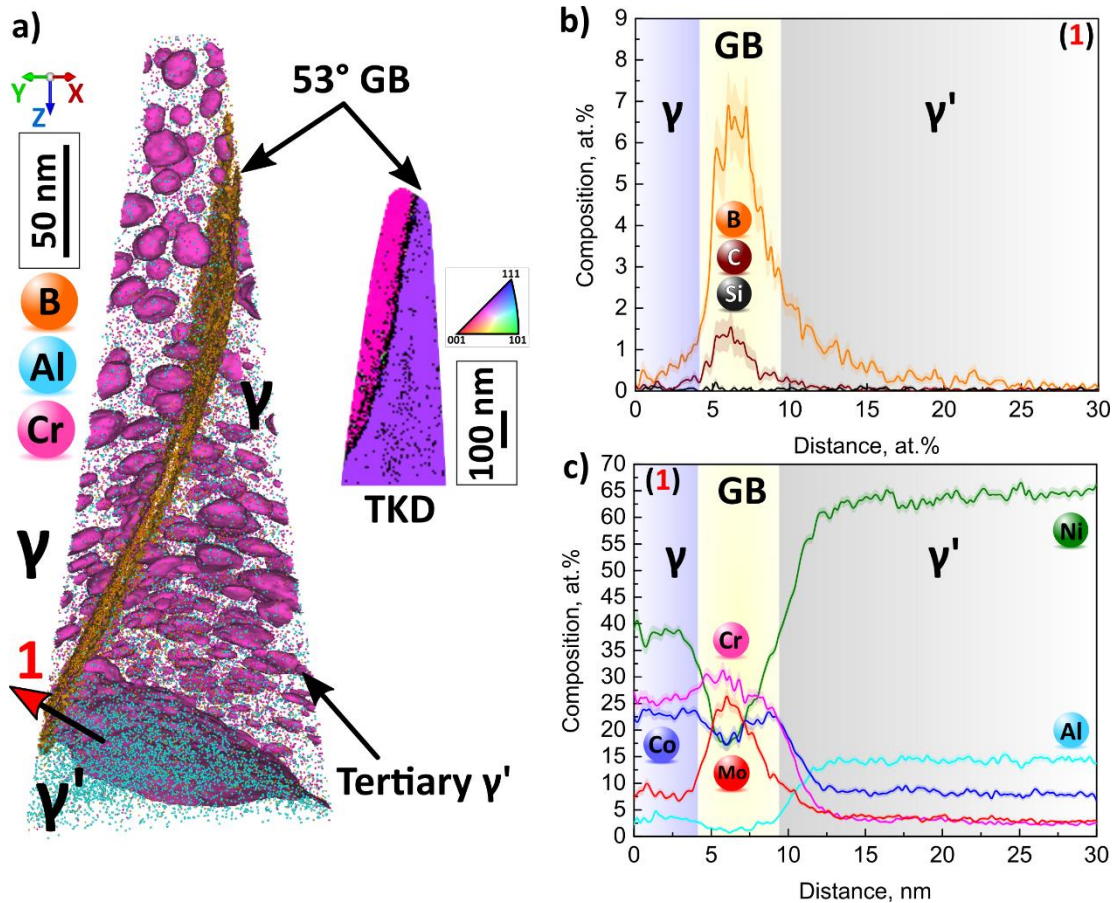 a)
Y X
Z
50 nm
B
Al
Cr
53° GB
111
001 101
100 nm
TKD
γ
γ
1
γ'
Tertiary γ'
b)
(1)
γ GB γ'
B
C
Si
Composition, at.%
9
8
7
6
5
4
3
2
1
0
0 5 10 15 20 25 30
Distance, at.%
c)
(1)
γ GB γ'
Ni
Cr
Co
Mo
Al
Composition, at.%
70
65
60
55
50
45
40
35
30
25
20
15
10
5
0
0 5 10 15 20 25 30
Distance, nm